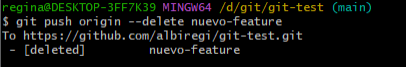 regina@DESKTOP-3FF7K39 MINGW64 /d/git/git-test (main)
$ git push origin --delete nuevo-feature
To https://github.com/albiregi/git-test.git
 - [deleted]         nuevo-feature